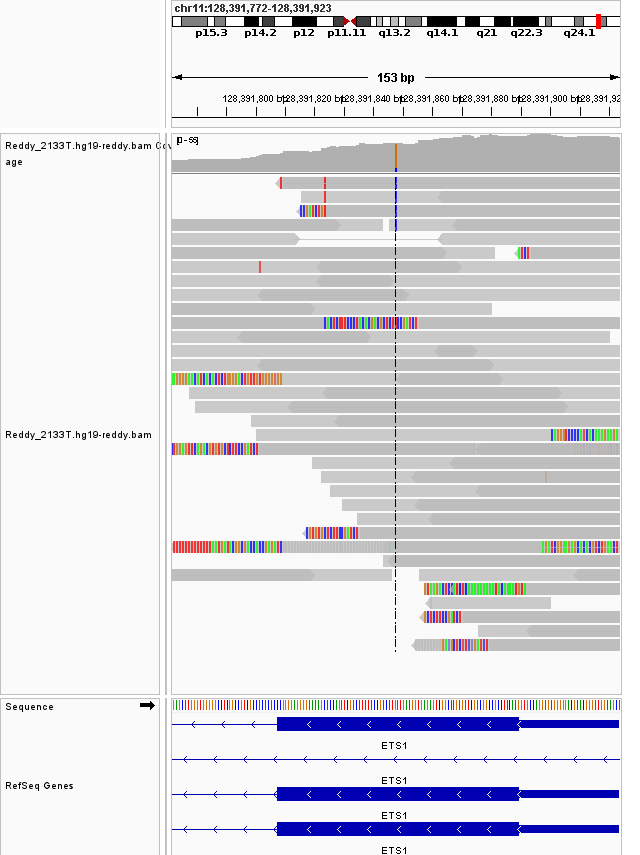 chr11:128,391,772-128,391,923
p15.3 p14.2 p12 p11.11 q13.2 q14.1 q21 q22.3 q24.1
153 bp
128,391,800 bp 128,391,820 bp 128,391,840 bp 128,391,860 bp 128,391,880 bp 128,391,900 bp 128,391,92
Reddy_2133T.hg19-reddy.bam Cov
age
Reddy_2133T.hg19-reddy.bam
Sequence
ETS1
RefSeq Genes
ETS1
ETS1
ETS1